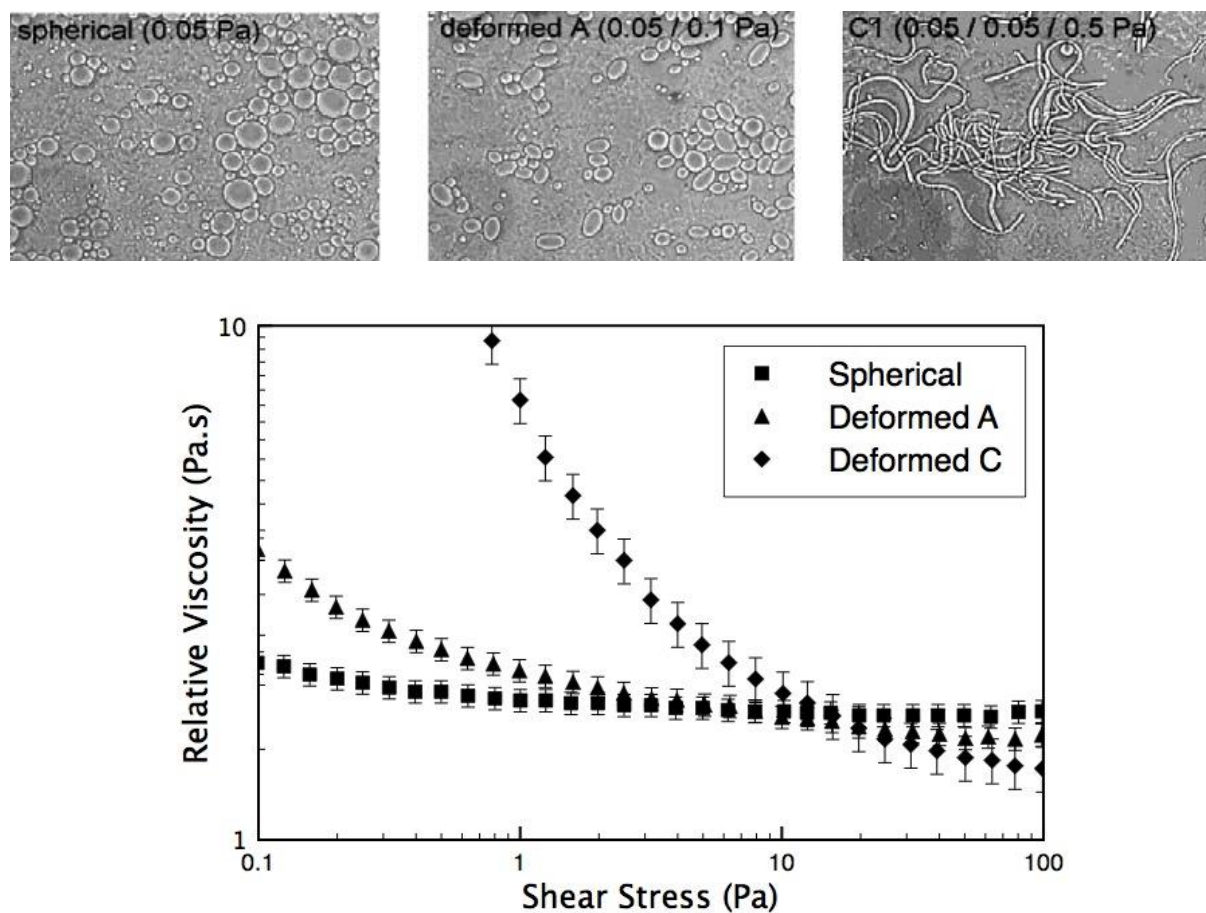 spherical (0.05 Pa)
deformed A (0.05 / 0.1 Pa)
C1 (0.05 / 0.05 / 0.5 Pa)
10
Spherical
Deformed A
Deformed C
Relative Viscosity (Pa.s)
1
0.1
1
10
100
Shear Stress (Pa)